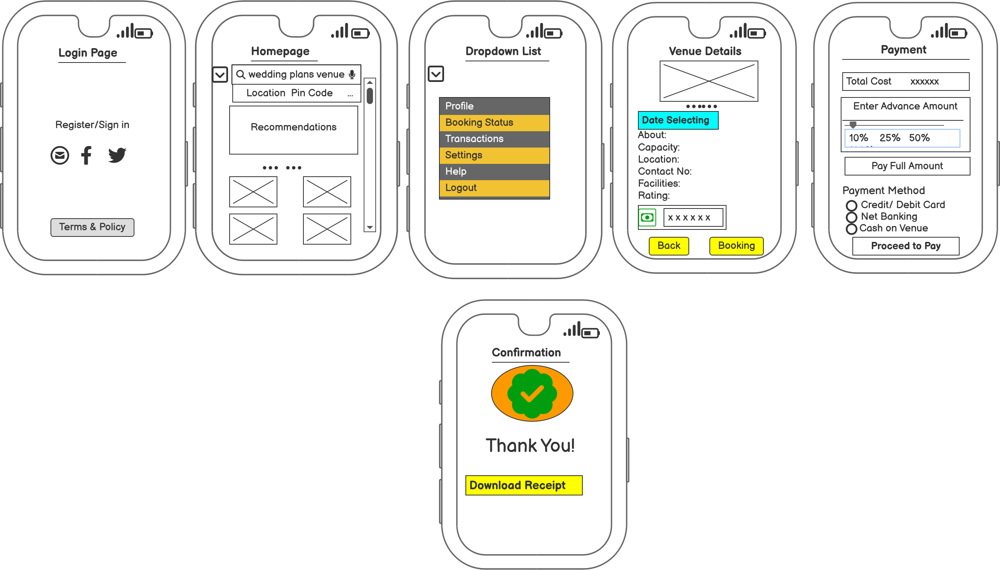 Login Page
Register/Sign in
Terms & Policy
Homepage
wedding plans venue
Location Pin Code ...
Recommendations
Dropdown List
Profile
Booking Status
Transactions
Settings
Help
Logout
Venue Details
Date Selecting
About:
Capacity:
Location:
Contact No:
Facilities:
Rating:
x x x x x x
Back Booking
Payment
Total Cost xxxxxx
Enter Advance Amount
10% 25% 50%
Pay Full Amount
Payment Method
Credit/ Debit Card
Net Banking
Cash on Venue
Proceed to Pay
Confirmation
Thank You!
Download Receipt